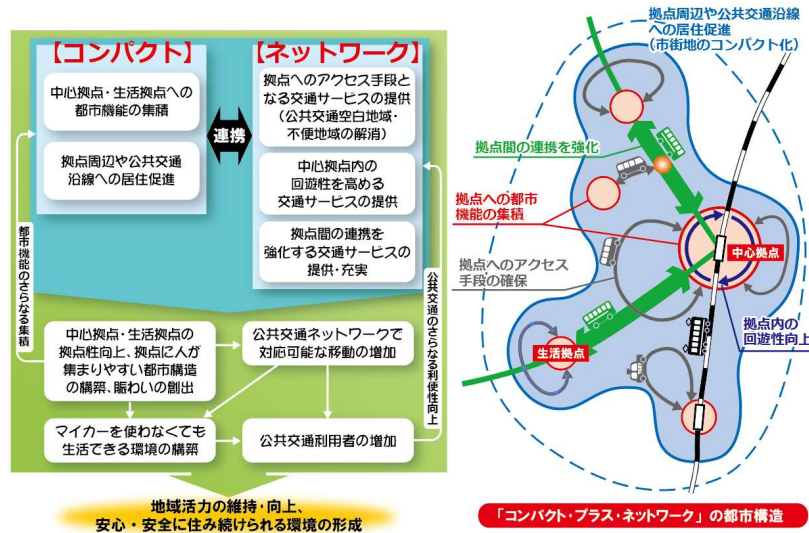 【コンパクト】
中心拠点・生活拠点への
都市機能の集積
拠点周辺や公共交通
沿線への居住促進
連携
【ネットワーク】
拠点へのアクセス手段と
なる交通サービスの提供
(公共交通空白地域・
不便地域の解消)
中心拠点内の
回遊性を高める
交通サービスの提供
拠点間の連携を
強化する交通サービスの
提供・充実
都市機能のさらなる集積
公共交通のさらなる利便性向上
中心拠点・生活拠点の
拠点性向上、拠点に人が
集まりやすい都市構造
の構築、賑わいの創出
公共交通ネットワークで
対応可能な移動の増加
マイカーを使わなくても
生活できる環境の構築
公共交通利用者の増加
地域活力の維持・向上、
安心・安全に住み続けられる環境の形成
拠点周辺や公共交通沿線
への居住促進
(市街地のコンパクト化)
拠点間の連携を強化
拠点への都市
機能の集積
中心拠点
拠点へのアクセス
手段の確保
拠点内の
回遊性向上
生活拠点
「コンパクト・プラス・ネットワーク」の都市構造